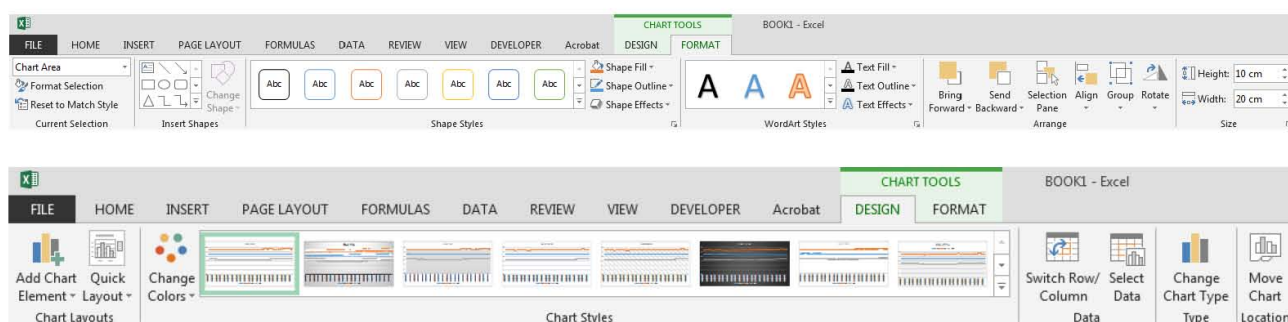 CHART TOOLS BOOK1 - Excel
FILE HOME INSERT PAGE LAYOUT FORMULAS DATA REVIEW VIEW DEVELOPER Acrobat DESIGN FORMAT
Chart Area
Format Selection
Reset to Match Style
Current Selection
Change
Shape
Insert Shapes
Abc Abc Abc Abc Abc Abc Abc
Shape Fill
Shape Outline
Shape Effects
Shape Styles
A A A
Text Fill
Text Outline
Text Effects
WordArt Styles
Bring
Forward
Send
Backward
Selection
Pane
Align
Group
Rotate
Arrange
Height: 10 cm
Width: 20 cm
Size
CHART TOOLS BOOK1 - Excel
FILE HOME INSERT PAGE LAYOUT FORMULAS DATA REVIEW VIEW DEVELOPER Acrobat DESIGN FORMAT
Add Chart
Element
Quick
Layout
Chart Layouts
Change
Colors
Chart Styles
Switch Row/
Column
Select
Data
Data
Change
Chart Type
Type
Move
Chart
Location